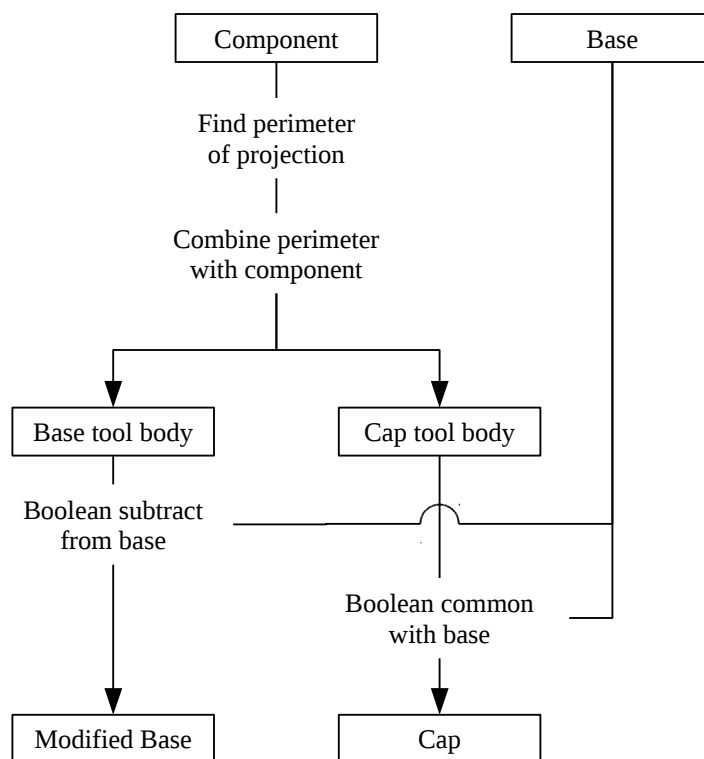 Component
Base
Find perimeter
of projection
Combine perimeter
with component
Base tool body
Cap tool body
Boolean subtract
from base
Boolean common
with base
Modified Base
Cap